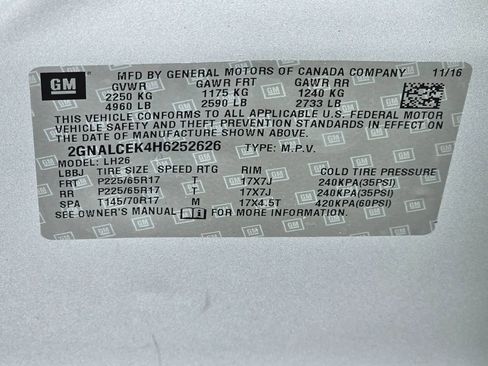 GM
MFD BY GENERAL MOTORS OF CANADA COMPANY 11/16
GVWR GAWR FRT GAWR RR
2250 KG 1175 KG 1240 KG
4960 LB 2590 LB 2733 LB
THIS VEHICLE CONFORMS TO ALL APPLICABLE U.S. FEDERAL MOTOR
VEHICLE SAFETY AND THEFT PREVENTION STANDARDS IN EFFECT ON
THE DATE OF MANUFACTURE SHOWN ABOVE.
2GNALCEK4H6252626 TYPE: M.P.V.
MODEL: LH26
LBBJ TIRE SIZE SPEED RTG RIM COLD TIRE PRESSURE
FRT P225/65R17 T 17X7J 240KPA(35PSI)
RR P225/65R17 T 17X7J 240KPA(35PSI)
SPA T145/70R17 M 17X4.5T 420KPA(60PSI)
SEE OWNER'S MANUAL FOR MORE INFORMATION.